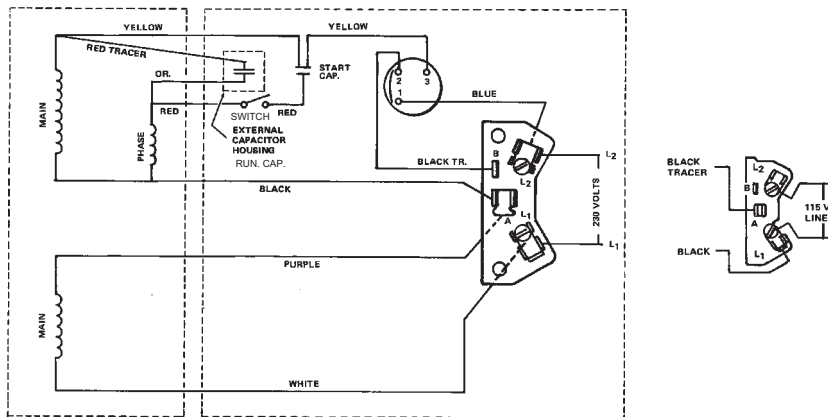 YELLOW
YELLOW
RED TRACER
START
CAP.
OR.
2
3
1
BLUE
RED
SWITCH
RED
MAIN
PHASE
EXTERNAL
CAPACITOR
HOUSING
RUN. CAP.
B
BLACK TR.
L2
L2
BLACK
A
L1
230 VOLTS
L1
PURPLE
MAIN
WHITE
BLACK
TRACER
L2
B
A
115 V
LINE
BLACK
L1